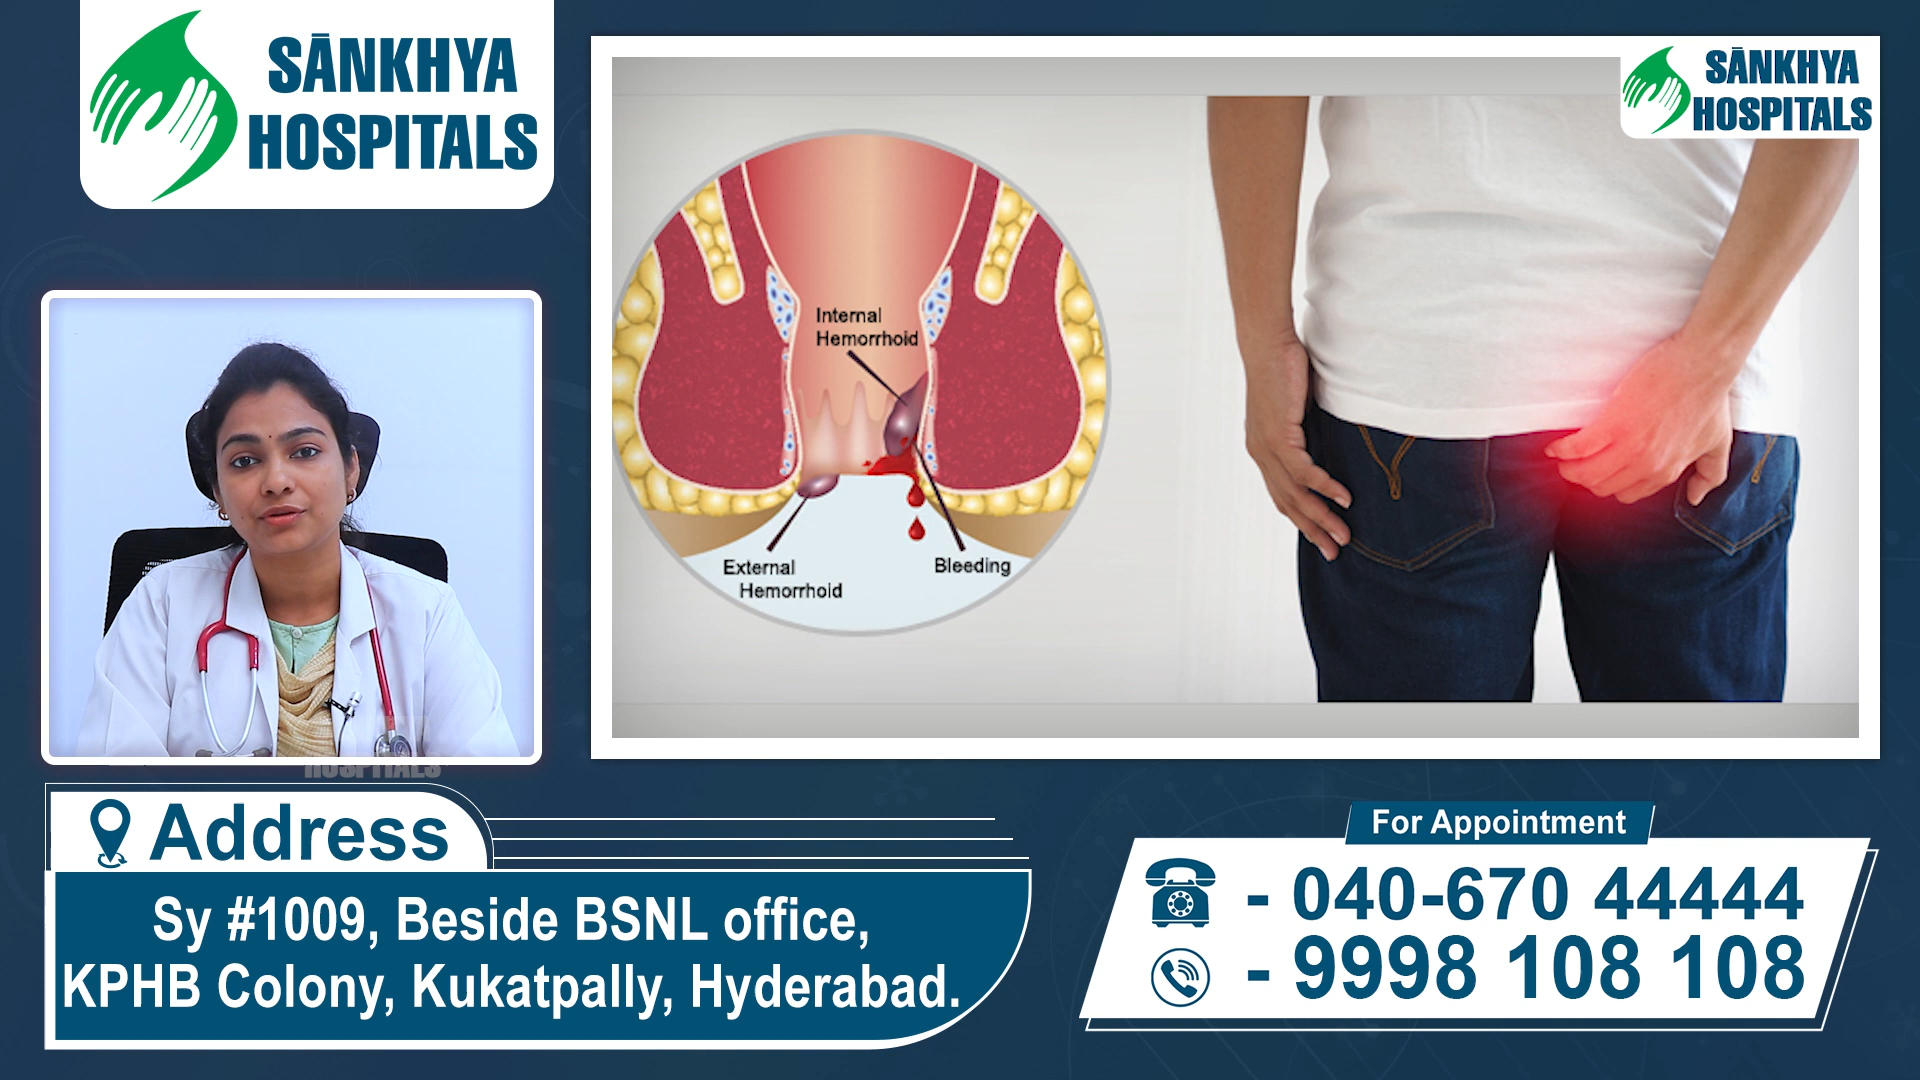 SĀNKHYA
HOSPITALS
SĀNKHYA
HOSPITALS
Internal
Hemorrhoid
External
Hemorrhoid
Bleeding
HOSPITALS
Address
Sy #1009, Beside BSNL office,
KPHB Colony, Kukatpally, Hyderabad.
For Appointment
- 040-670 44444
- 9998 108 108